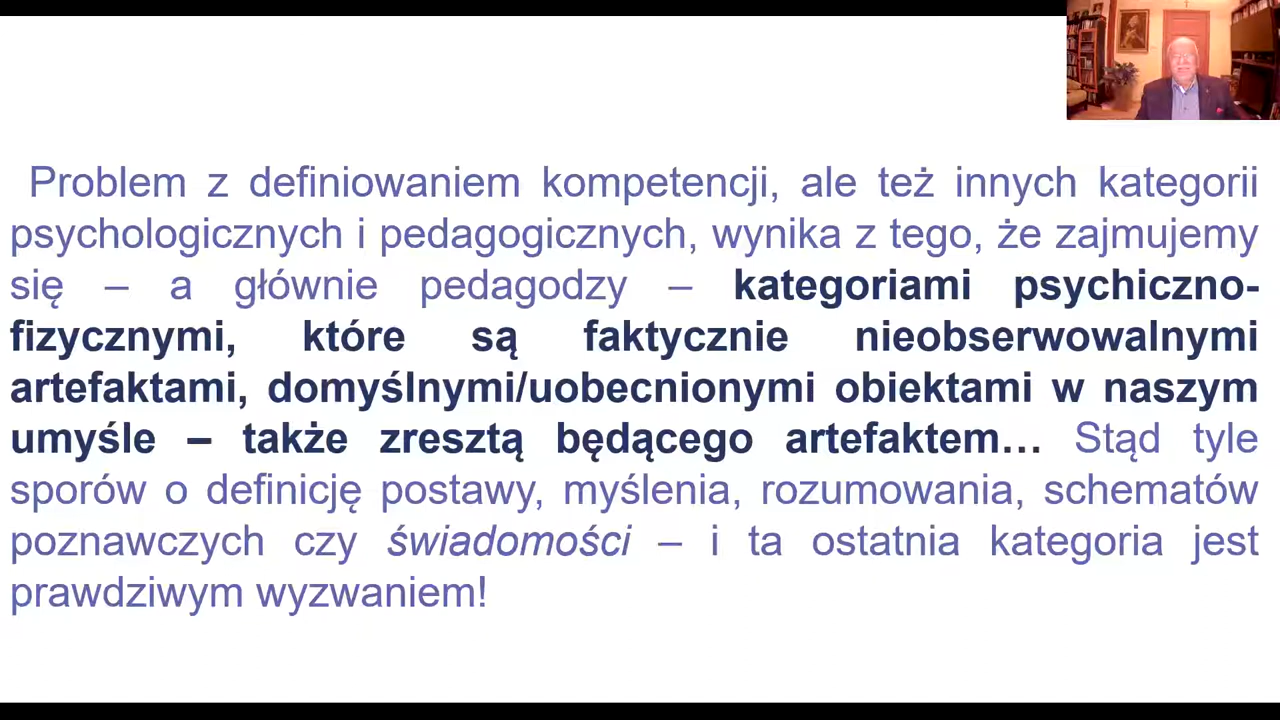 Problem z definiowaniem kompetencji, ale też innych kategorii
psychologicznych i pedagogicznych, wynika z tego, że zajmujemy
się – a głównie pedagodzy – kategoriami psychiczno-
fizycznymi, które są faktycznie nieobserwowalnymi
artefaktami, domyślnymi/uobecnionymi obiektami w naszym
umyśle – także zresztą będącego artefaktem… Stąd tyle
sporów o definicję postawy, myślenia, rozumowania, schematów
poznawczych czy świadomości – i ta ostatnia kategoria jest
prawdziwym wyzwaniem!